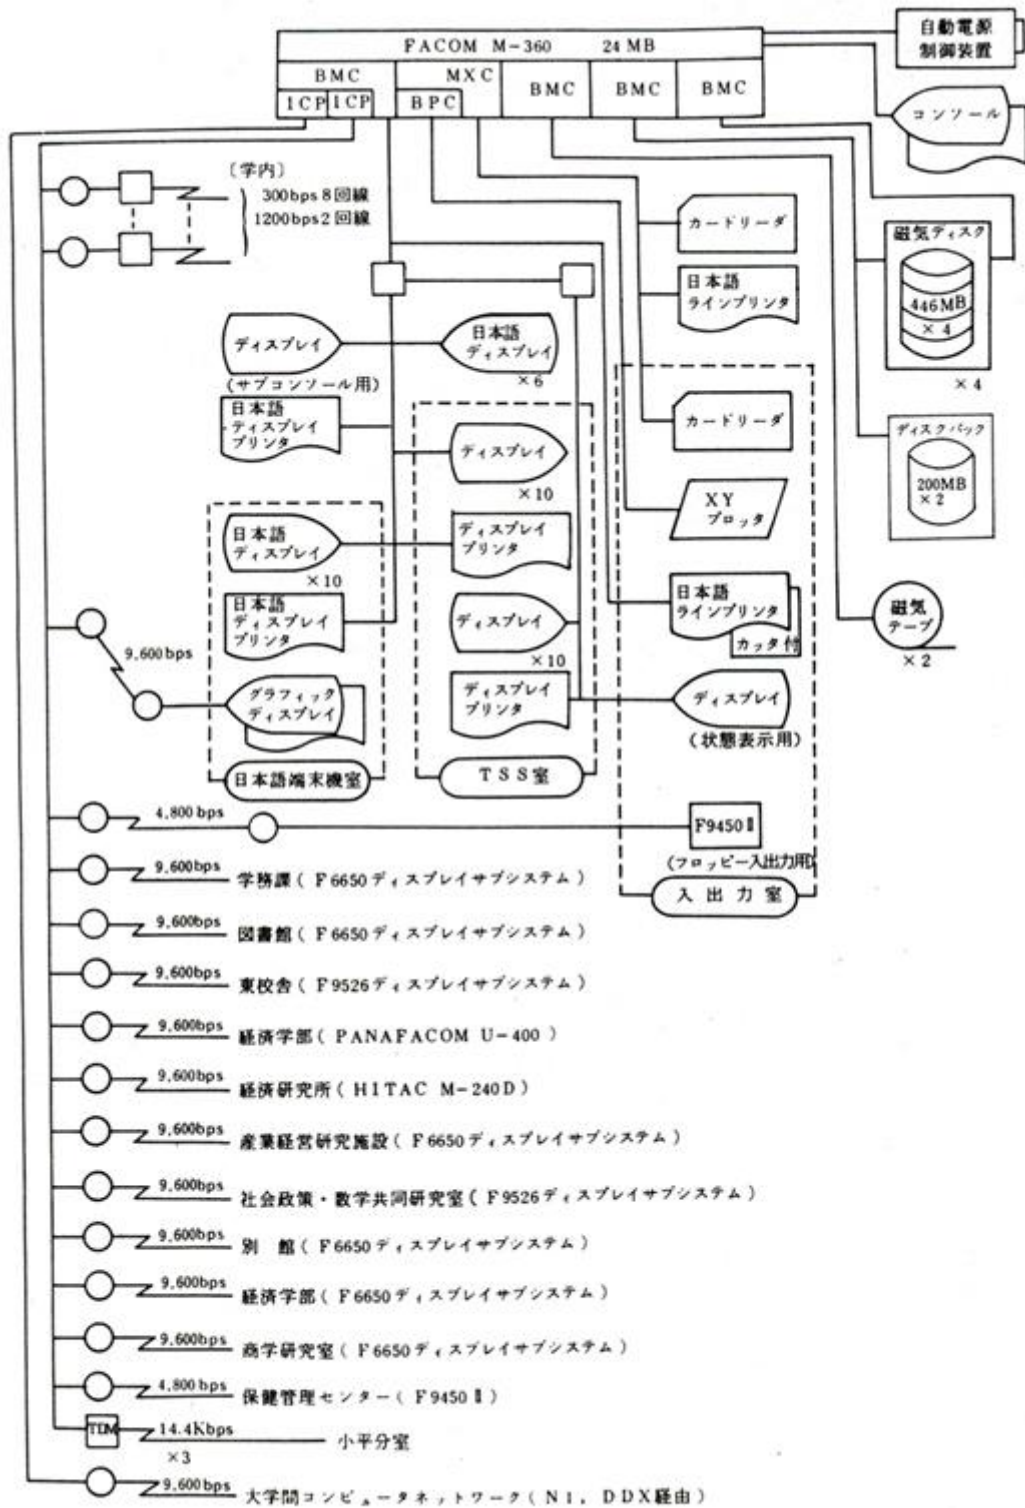 FACOM M-360 24 MB
自動電源
制御装置
BMC
MXC
BMC
BMC
BMC
ICP
ICP
BPC
コンソール
〔学内〕
300bps 8回線
1200bps 2回線
カードリーダ
磁気ディスク
446MB
×4
×4
日本語
ラインプリンタ
ディスプレイ
(サブコンソール用)
日本語
ディスプレイ
×6
日本語
ディスプレイ
プリンタ
カードリーダ
ディスクパック
200MB
×2
ディスプレイ
×10
XY
プロッタ
日本語
ディスプレイ
×10
ディスプレイ
プリンタ
日本語
ディスプレイ
プリンタ
ディスプレイ
×10
日本語
ラインプリンタ
カッタ付
磁気
テープ
×2
9,600bps
グラフィック
ディスプレイ
ディスプレイ
プリンタ
ディスプレイ
(状態表示用)
日本語端末機室
TSS室
4,800bps
F9450Ⅱ
(フロッピー入出力用)
入出力室
9,600bps 学務課(F6650ディスプレイサブシステム)
9,600bps 図書館(F6650ディスプレイサブシステム)
9,600bps 東校舎(F9526ディスプレイサブシステム)
9,600bps 経済学部(PANAFACOM U-400)
9,600bps 経済研究所(HITAC M-240D)
9,600bps 産業経営研究施設(F6650ディスプレイサブシステム)
9,600bps 社会政策・数学共同研究室(F9526ディスプレイサブシステム)
9,600bps 別 館(F6650ディスプレイサブシステム)
9,600bps 経済学部(F6650ディスプレイサブシステム)
9,600bps 商学研究室(F6650ディスプレイサブシステム)
4,800bps 保健管理センター(F9450Ⅱ)
TDM 14.4Kbps 小平分室
×3
9,600bps 大学間コンピュータネットワーク(N1,DDX経由)